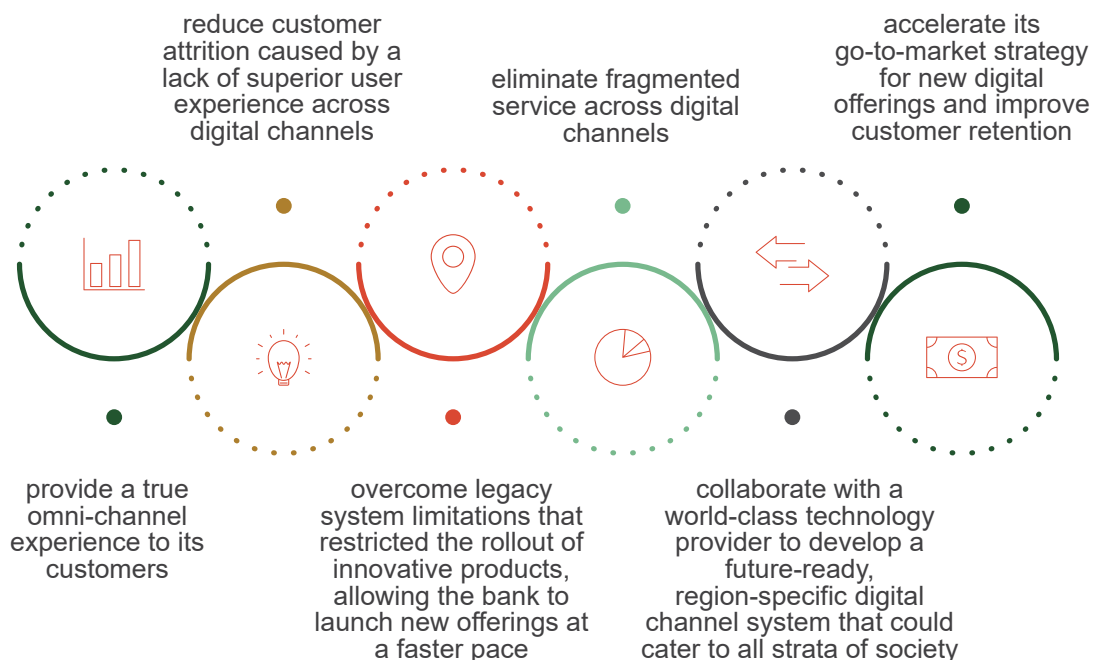 reduce customer
attrition caused by a
lack of superior user
experience across
digital channels
eliminate fragmented
service across digital
channels
accelerate its
go-to-market strategy
for new digital
offerings and improve
customer retention
$
provide a true
omni-channel
experience to its
customers
overcome legacy
system limitations that
restricted the rollout of
innovative products,
allowing the bank to
launch new offerings at
a faster pace
collaborate with a
world-class technology
provider to develop a
future-ready,
region-specific digital
channel system that could
cater to all strata of society